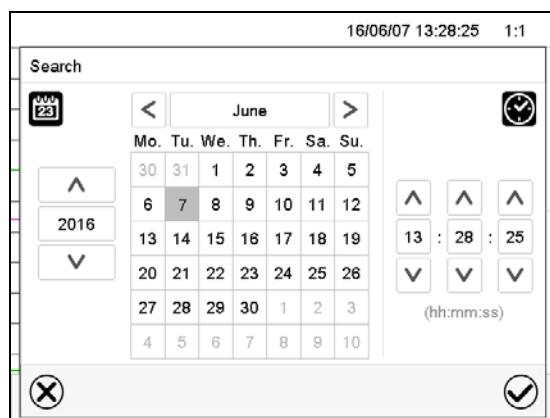 16/06/07 13:28:25 1:1
Search
23
< June >
Mo. Tu. We. Th. Fr. Sa. Su.
30 31 1 2 3 4 5
6 7 8 9 10 11 12
2016
13 14 15 16 17 18 19
13 : 28 : 25
20 21 22 23 24 25 26
27 28 29 30 1 2 3
(hh:mm:ss)
4 5 6 7 8 9 10